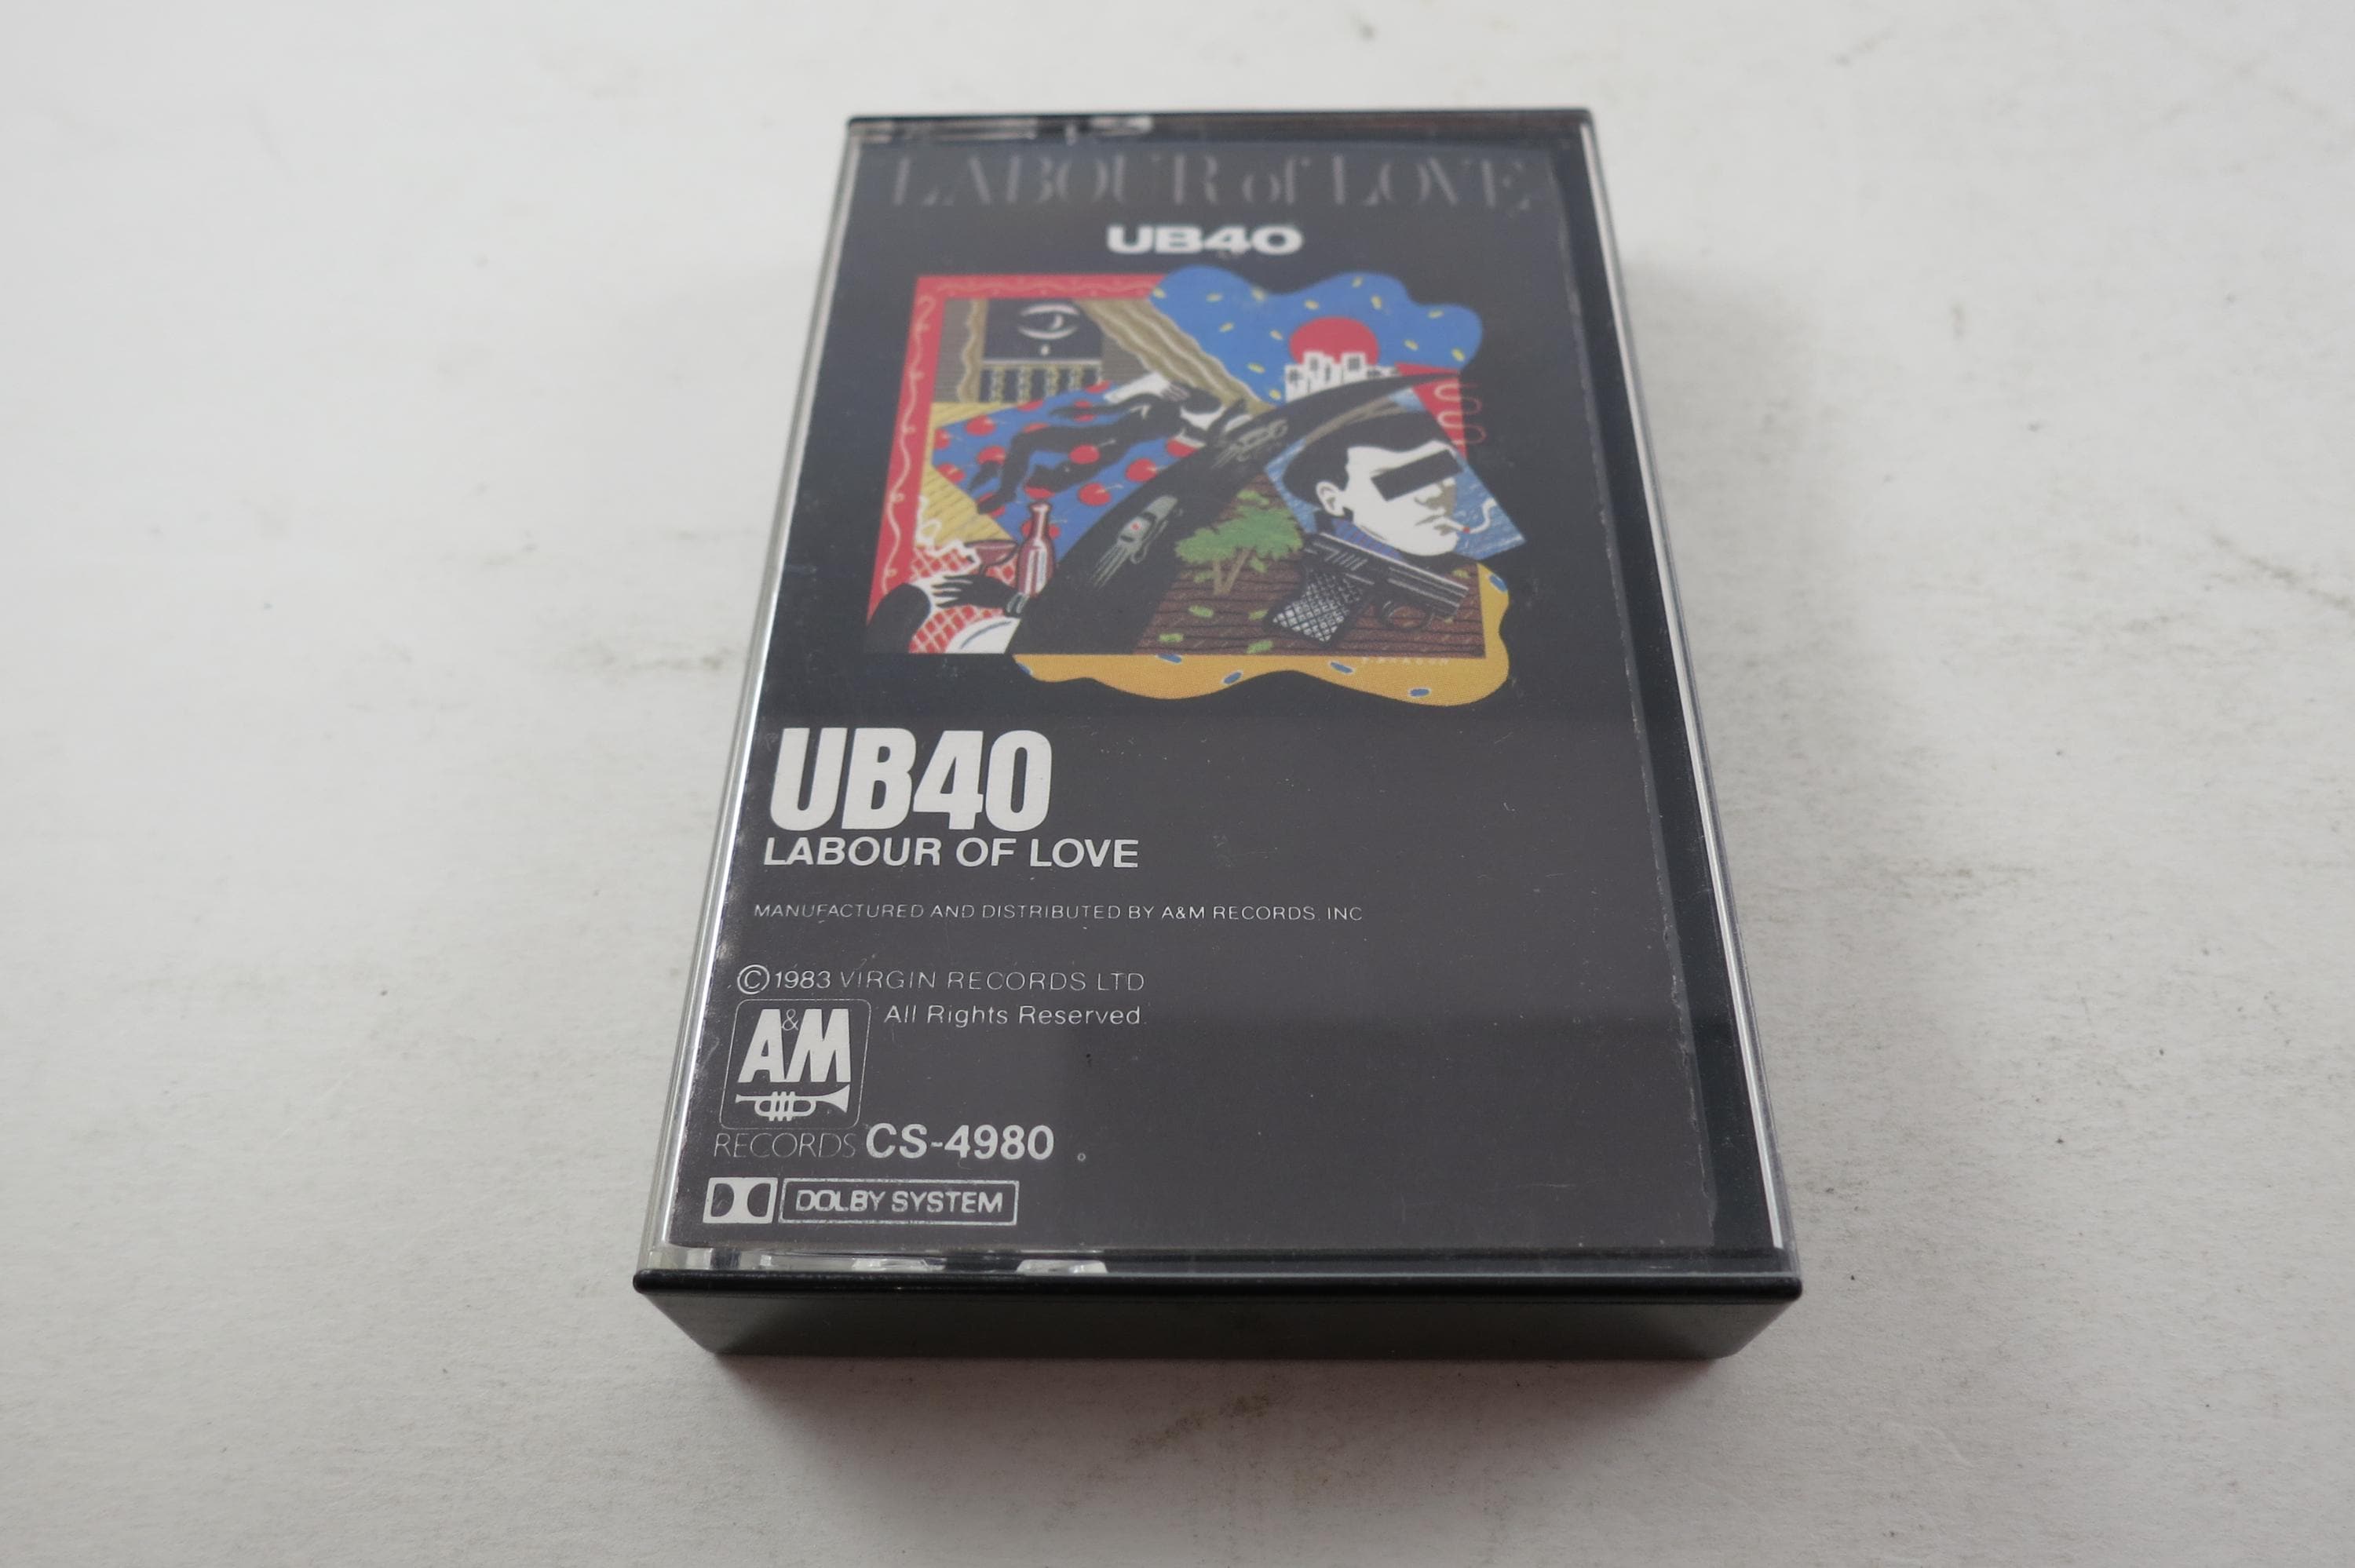 LABOUR of LOVE
UB40
UB40
LABOUR OF LOVE
MANUFACTURED AND DISTRIBUTED BY A&M RECORDS, INC
©1983 VIRGIN RECORDS LTD
All Rights Reserved.
A&M
RECORDS CS-4980
DOLBY SYSTEM